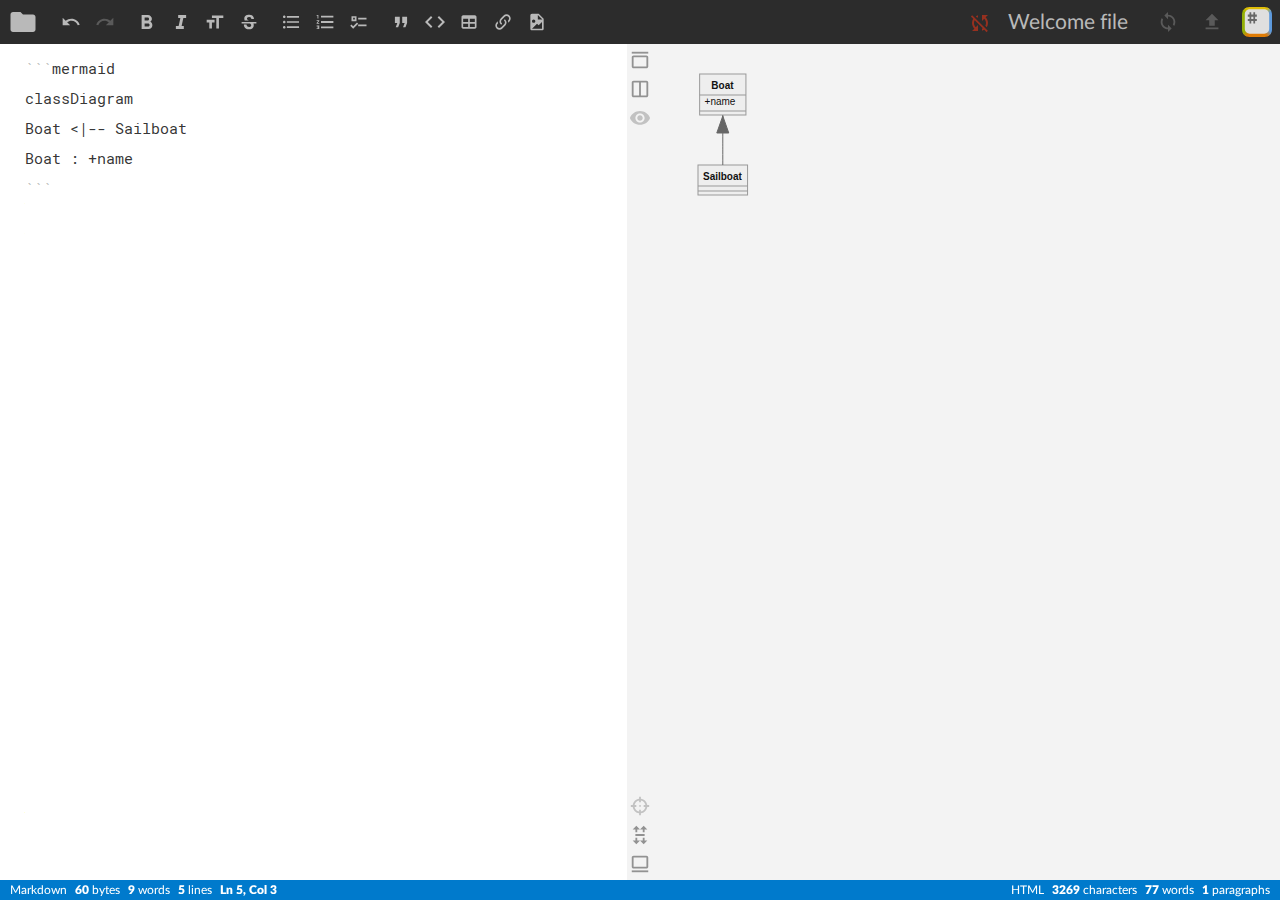 Welcome file
```mermaid
classDiagram
Boat <|-- Sailboat
Boat : +name
```
Boat
+name
Sailboat
Markdown 60 bytes 9 words 5 lines Ln 5, Col 3
HTML 3269 characters 77 words 1 paragraphs